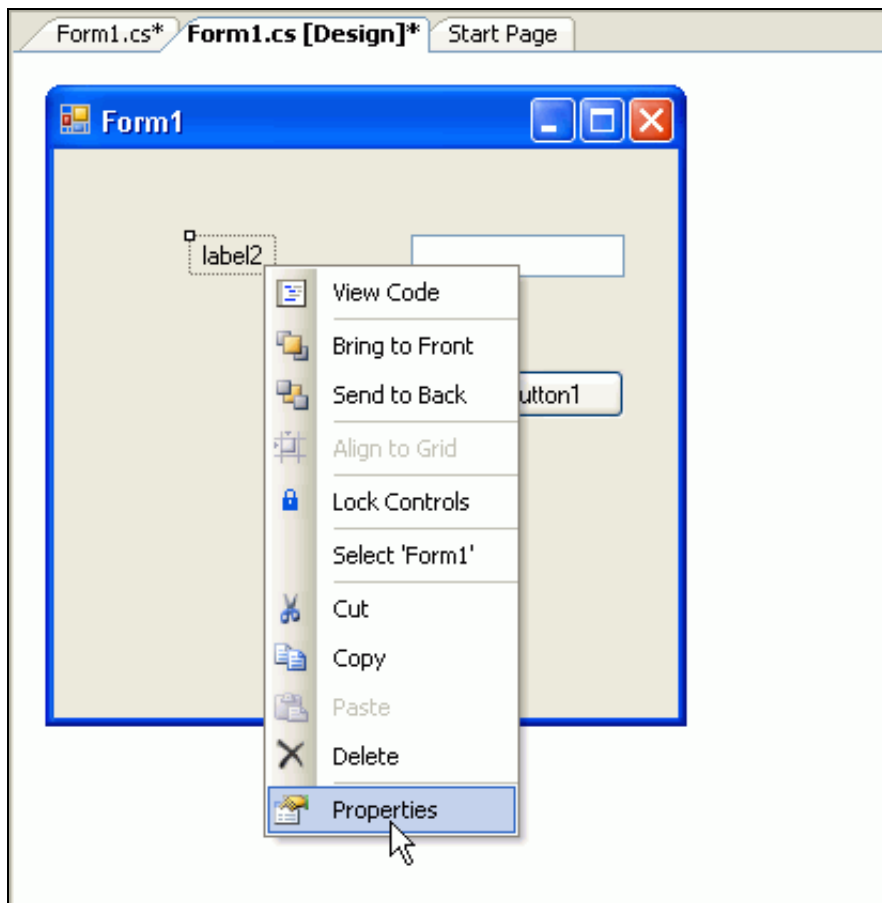 Form1.cs* Form1.cs [Design]* Start Page
Form1
label2
View Code
Bring to Front
Send to Back
utton1
Align to Grid
Lock Controls
Select 'Form1'
Cut
Copy
Paste
Delete
Properties